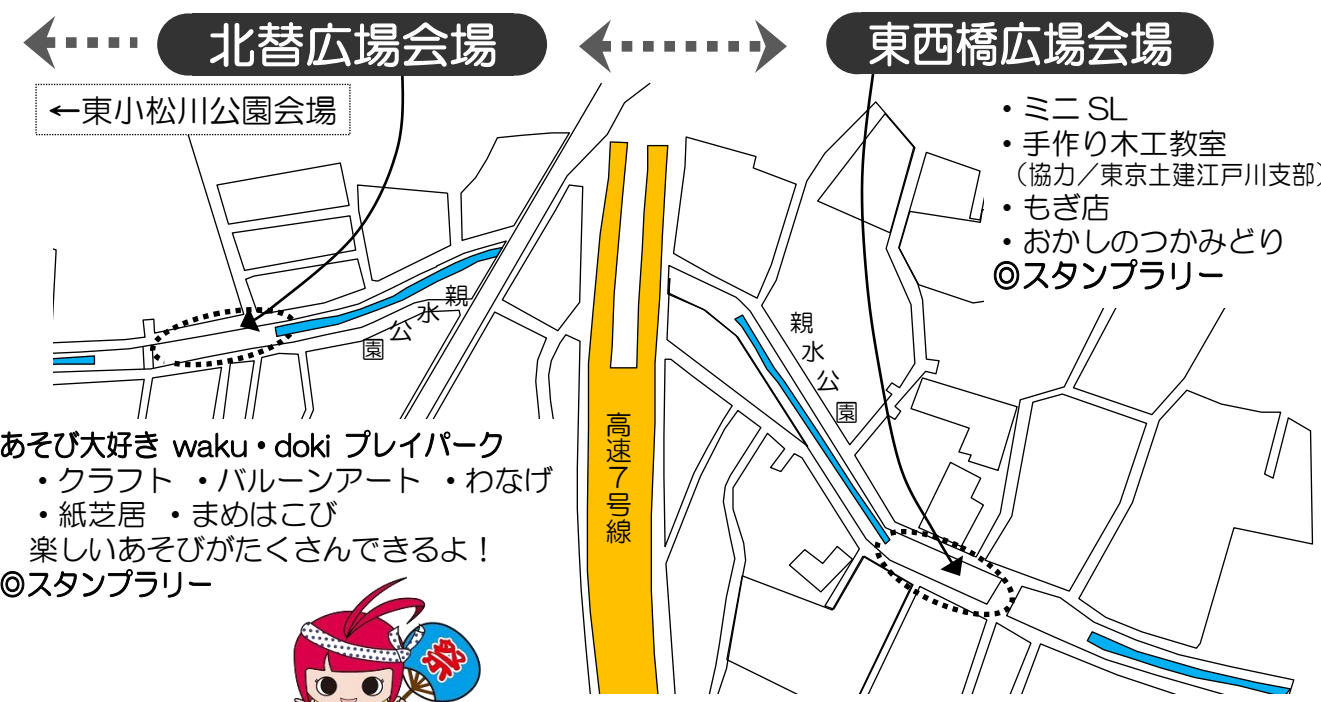 北替広場会場
東西橋広場会場
←東小松川公園会場
・ミニSL
・手作り木工教室
（協力／東京土建江戸川支部）
・もぎ店
・おかしのつかみどり
◎スタンプラリー
親水公園
親水公園
高速7号線
あそび大好き waku・doki プレイパーク
・クラフト ・バルーンアート ・わなげ
・紙芝居 ・まめはこび
楽しいあそびがたくさんできるよ！
◎スタンプラリー
祭